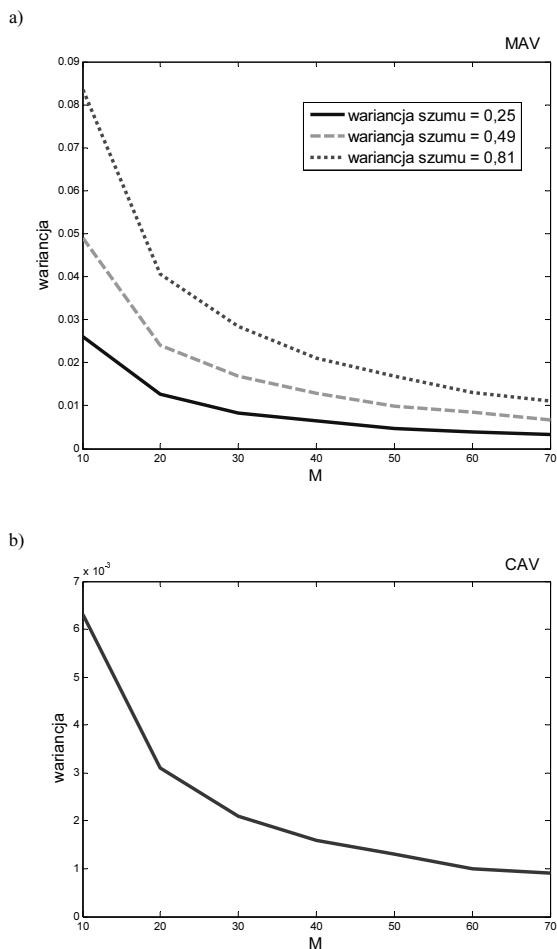 a)
MAV
0.09
0.08
0.07
0.06
0.05
0.04
0.03
0.02
0.01
0
wariancja
wariancja szumu = 0,25
wariancja szumu = 0,49
wariancja szumu = 0,81
10 20 30 40 50 60 70
M
b)
CAV
x 10⁻³
7
6
5
4
3
2
1
0
wariancja
10 20 30 40 50 60 70
M